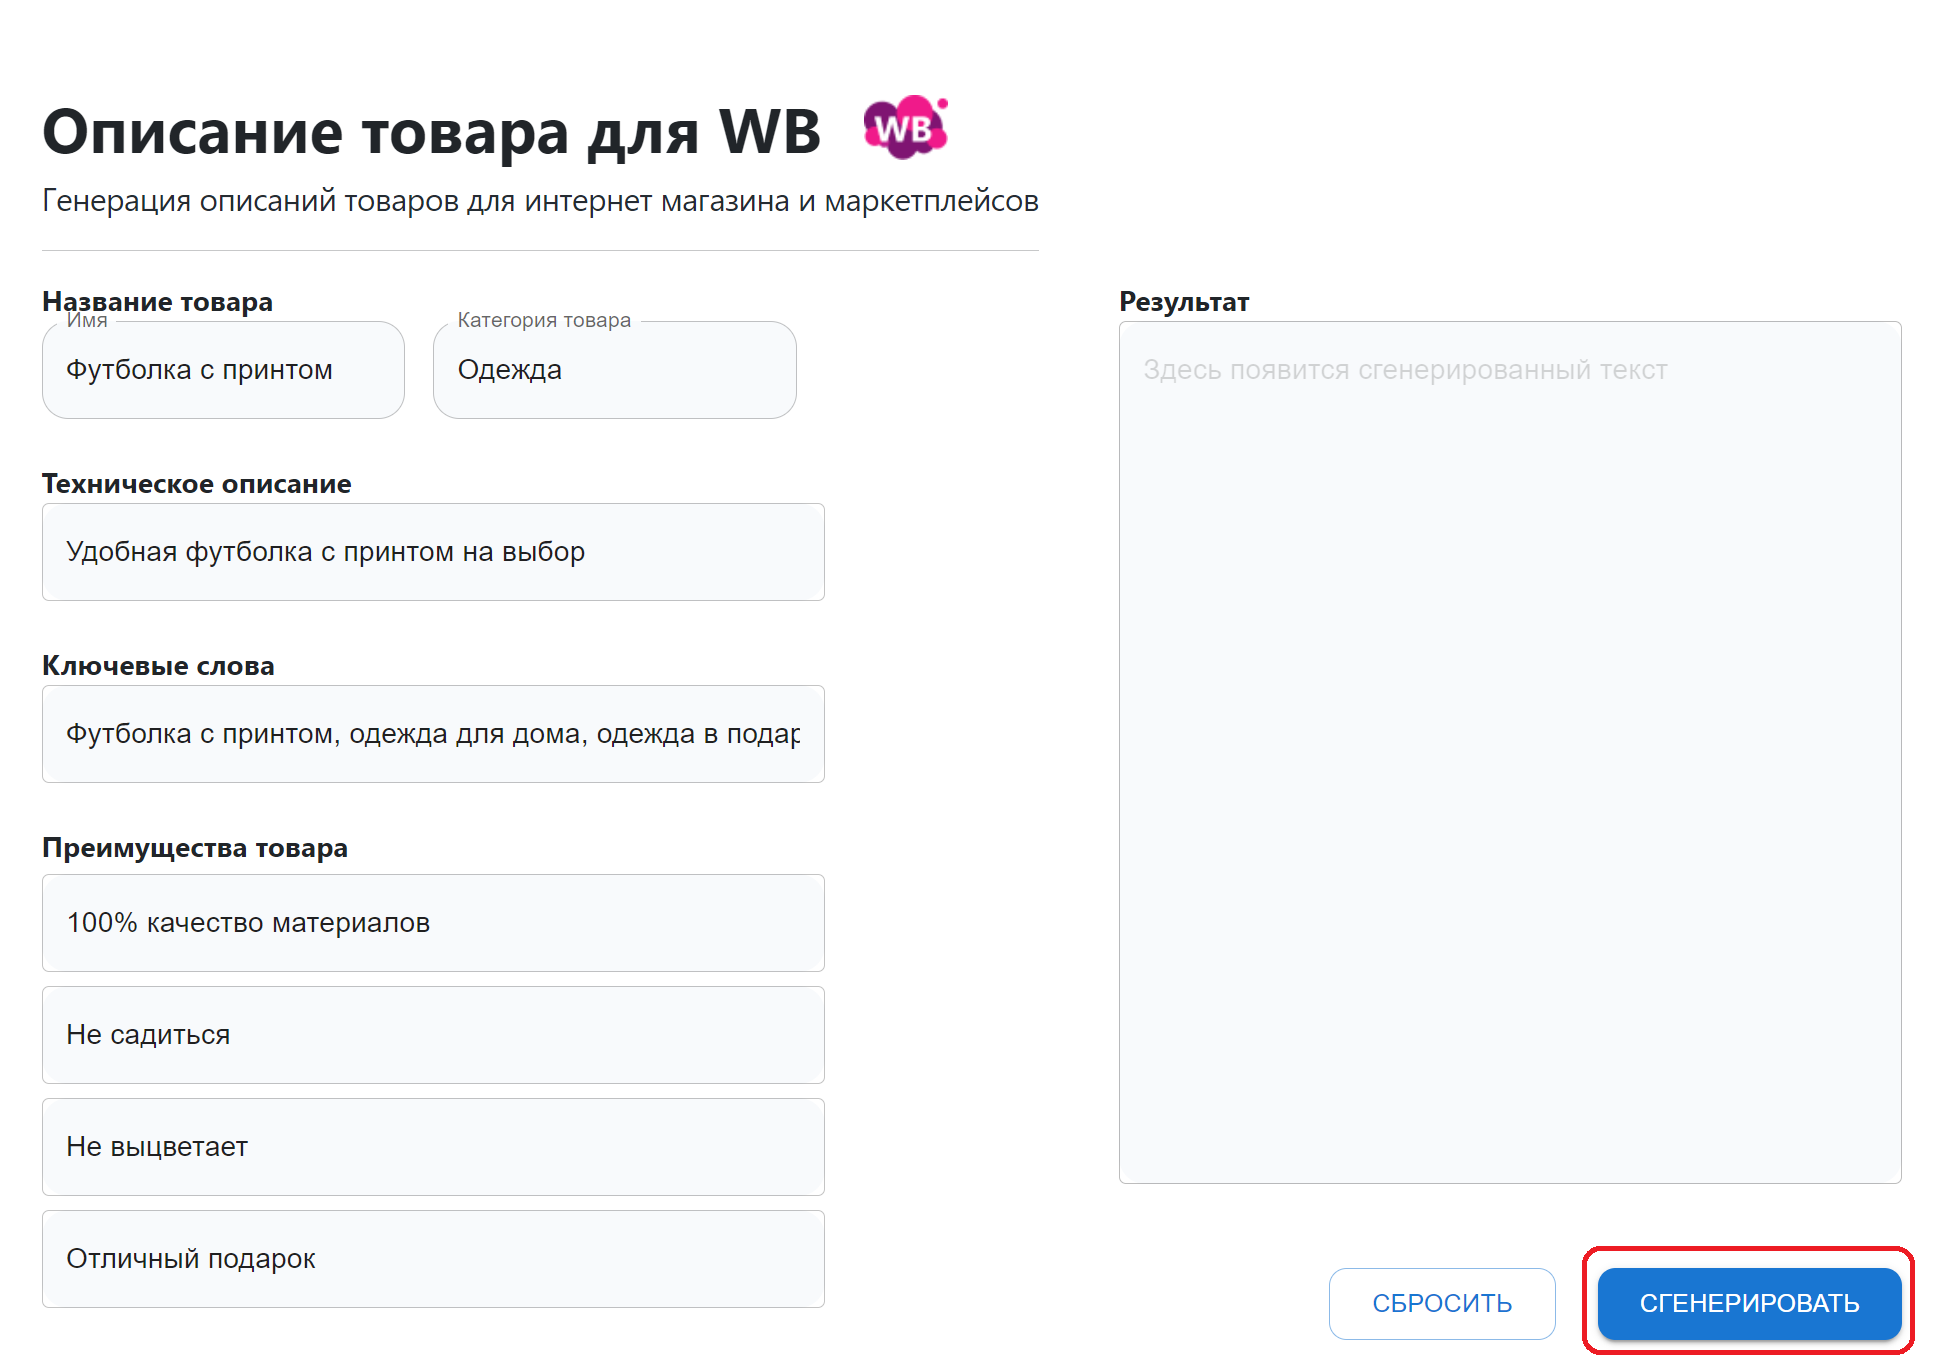 Описание товара для WB
WB
Генерация описаний товаров для интернет магазина и маркетплейсов
Название товара
Имя
Футболка с принтом
Категория товара
Одежда
Техническое описание
Удобная футболка с принтом на выбор
Ключевые слова
Футболка с принтом, одежда для дома, одежда в подар
Преимущества товара
100% качество материалов
Не садиться
Не выцветает
Отличный подарок
Результат
Здесь появится сгенерированный текст
СБРОСИТЬ
СГЕНЕРИРОВАТЬ